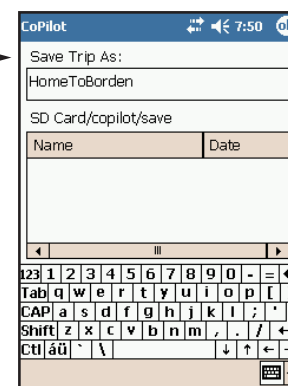 CoPilot 7:50 ok
Save Trip As:
HomeToBorden
SD Card/copilot/save
Name Date
123 1 2 3 4 5 6 7 8 9 0 - =
Tab q w e r t y u i o p [
CAP a s d f g h j k l ; '
Shift z x c v b n m , . /
Ctl áü ` \